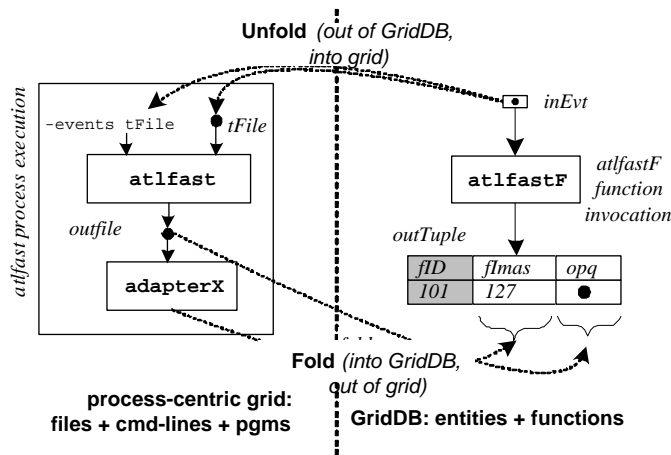 Unfold (out of GridDB,
into grid)
atlfast process execution
-events tFile
tFile
atlfast
outfile
adapterX
inEvt
atlfastF
atlfastF
function
invocation
outTuple
fID fImas opq
101 127
Fold (into GridDB,
out of grid)
process-centric grid:
files + cmd-lines + pgms
GridDB: entities + functions